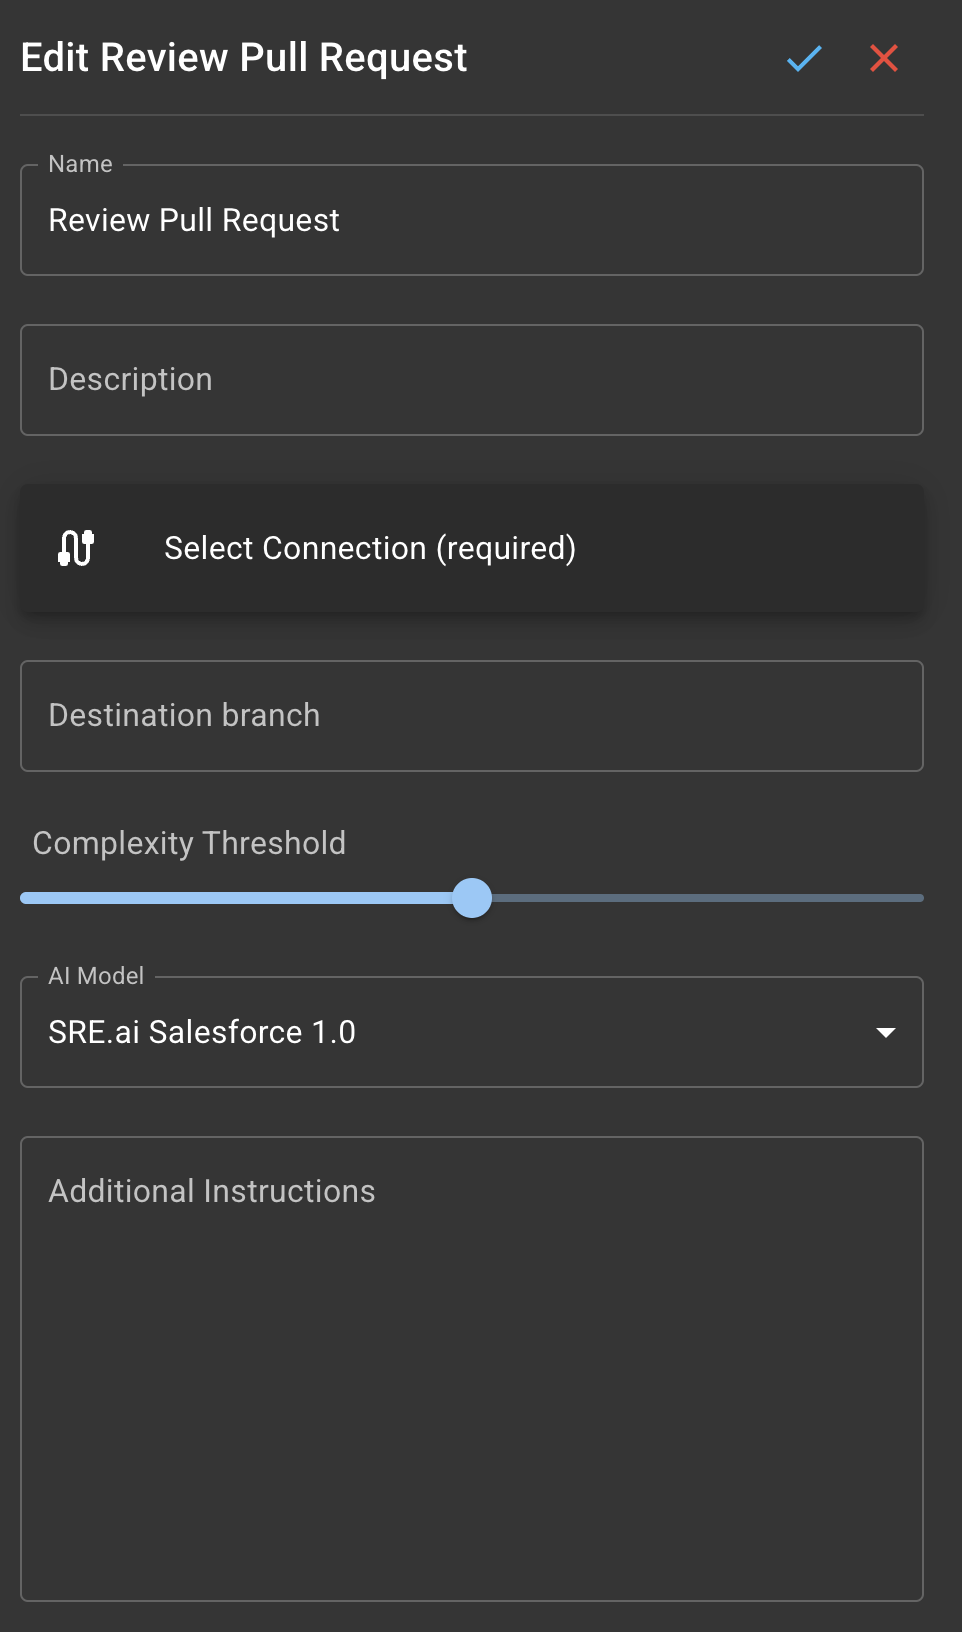 Edit Review Pull Request
Name
Review Pull Request
Description
Select Connection (required)
Destination branch
Complexity Threshold
AI Model
SRE.ai Salesforce 1.0
Additional Instructions